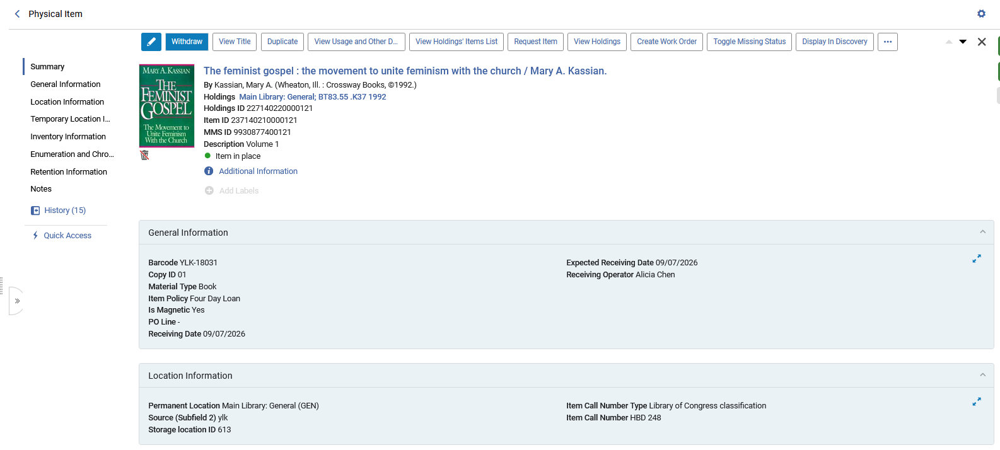 Physical Item
Withdraw
View Title
Duplicate
View Usage and Other D...
View Holdings' Items List
Request Item
View Holdings
Create Work Order
Toggle Missing Status
Display In Discovery
Summary
General Information
Location Information
Temporary Location I...
Inventory Information
Enumeration and Chro...
Retention Information
Notes
History (15)
Quick Access
MARY A. KASSIAN
THE
FEMINIST
GOSPEL
The Movement to
Unite Feminism
With the Church
The feminist gospel : the movement to unite feminism with the church / Mary A. Kassian.
By Kassian, Mary A. (Wheaton, Ill. : Crossway Books, ©1992.)
Holdings Main Library: General; BT83.55 .K37 1992
Holdings ID 227140220000121
Item ID 237140210000121
MMS ID 9930877400121
Description Volume 1
Item in place
Additional Information
Add Labels
General Information
Barcode YLK-18031
Copy ID 01
Material Type Book
Item Policy Four Day Loan
Is Magnetic Yes
PO Line -
Receiving Date 09/07/2026
Expected Receiving Date 09/07/2026
Receiving Operator Alicia Chen
Location Information
Permanent Location Main Library: General (GEN)
Source (Subfield 2) ylk
Storage location ID 613
Item Call Number Type Library of Congress classification
Item Call Number HBD 248